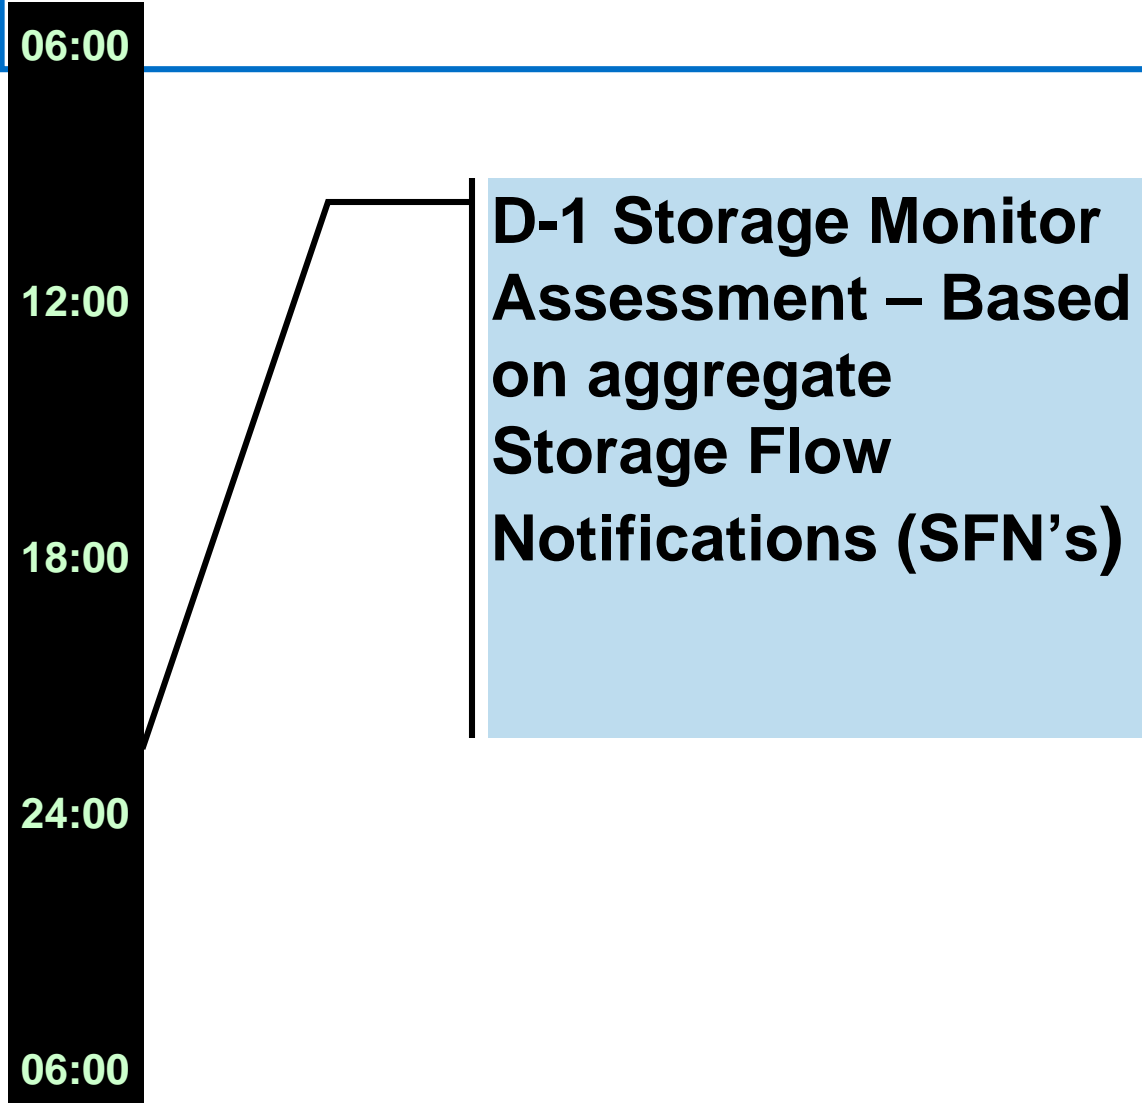 06:00
12:00
18:00
24:00
06:00
D-1 Storage Monitor
Assessment – Based
on aggregate
Storage Flow
Notifications (SFN’s)